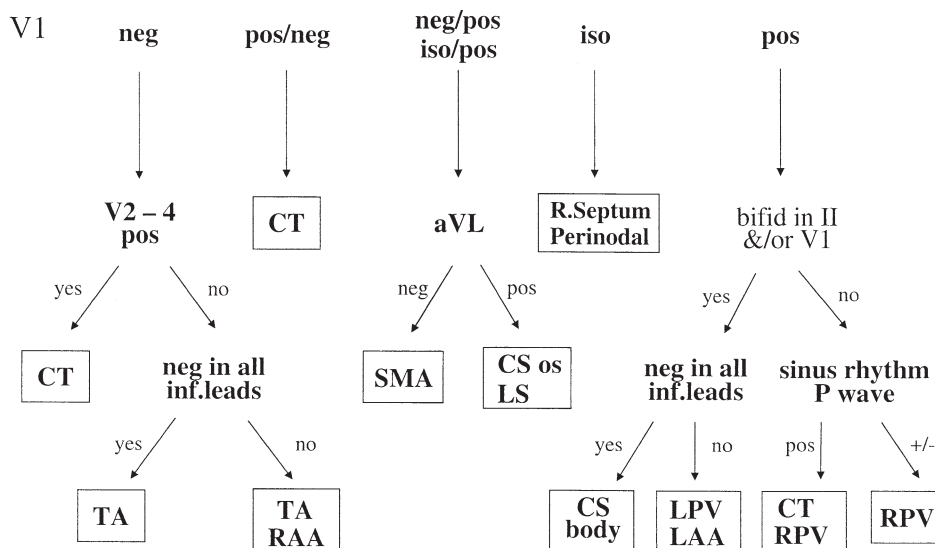 V1
neg
pos/neg
neg/pos
iso/pos
iso
pos
V2 – 4
pos
CT
aVL
R.Septum
Perinodal
bifid in II
&/or V1
yes
no
neg
pos
yes
no
CT
neg in all
inf.leads
SMA
CS os
LS
neg in all
inf.leads
sinus rhythm
P wave
yes
no
yes
no
pos
+/-
TA
TA
RAA
CS
body
LPV
LAA
CT
RPV
RPV